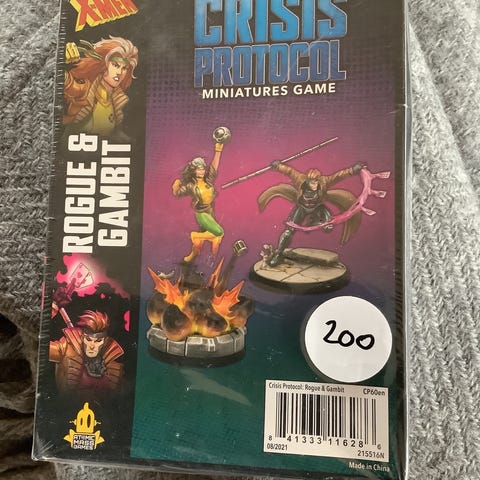 X-MEN
CRISIS
PROTOCOL
MINIATURES GAME
ROGUE &
GAMBIT
200
Crisis Protocol: Rogue & Gambit
CP60en
8 41333 11628 6
08/2021
215516N
Made in China
ATOMIC
MASS
GAMES